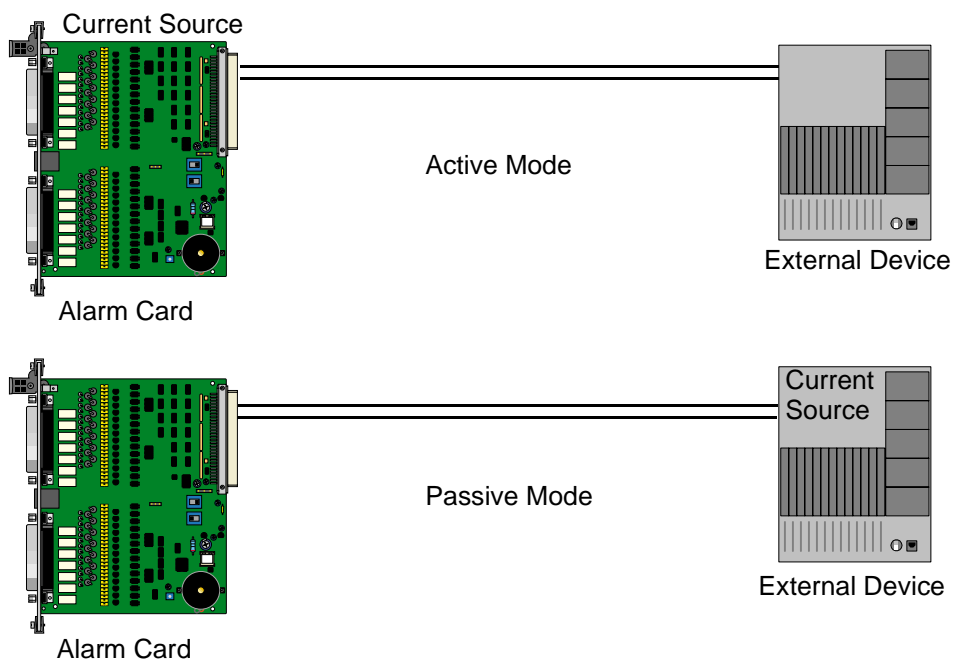 Current Source
Active Mode
External Device
Alarm Card
Current
Source
Passive Mode
External Device
Alarm Card